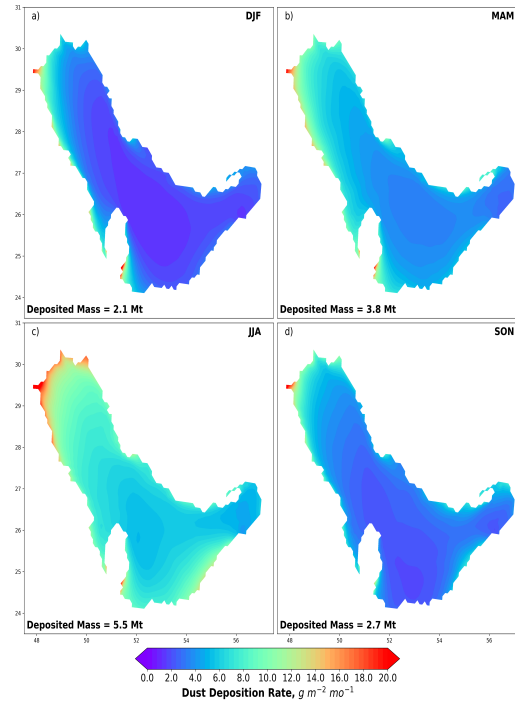 a) DJF
b) MAM
31
30
29
28
27
26
25
24
Deposited Mass = 2.1 Mt
Deposited Mass = 3.8 Mt
c) JJA
d) SON
31
30
29
28
27
26
25
24
Deposited Mass = 5.5 Mt
Deposited Mass = 2.7 Mt
48 50 52 54 56
48 50 52 54 56
0.0 2.0 4.0 6.0 8.0 10.0 12.0 14.0 16.0 18.0 20.0
Dust Deposition Rate, g m⁻² mo⁻¹